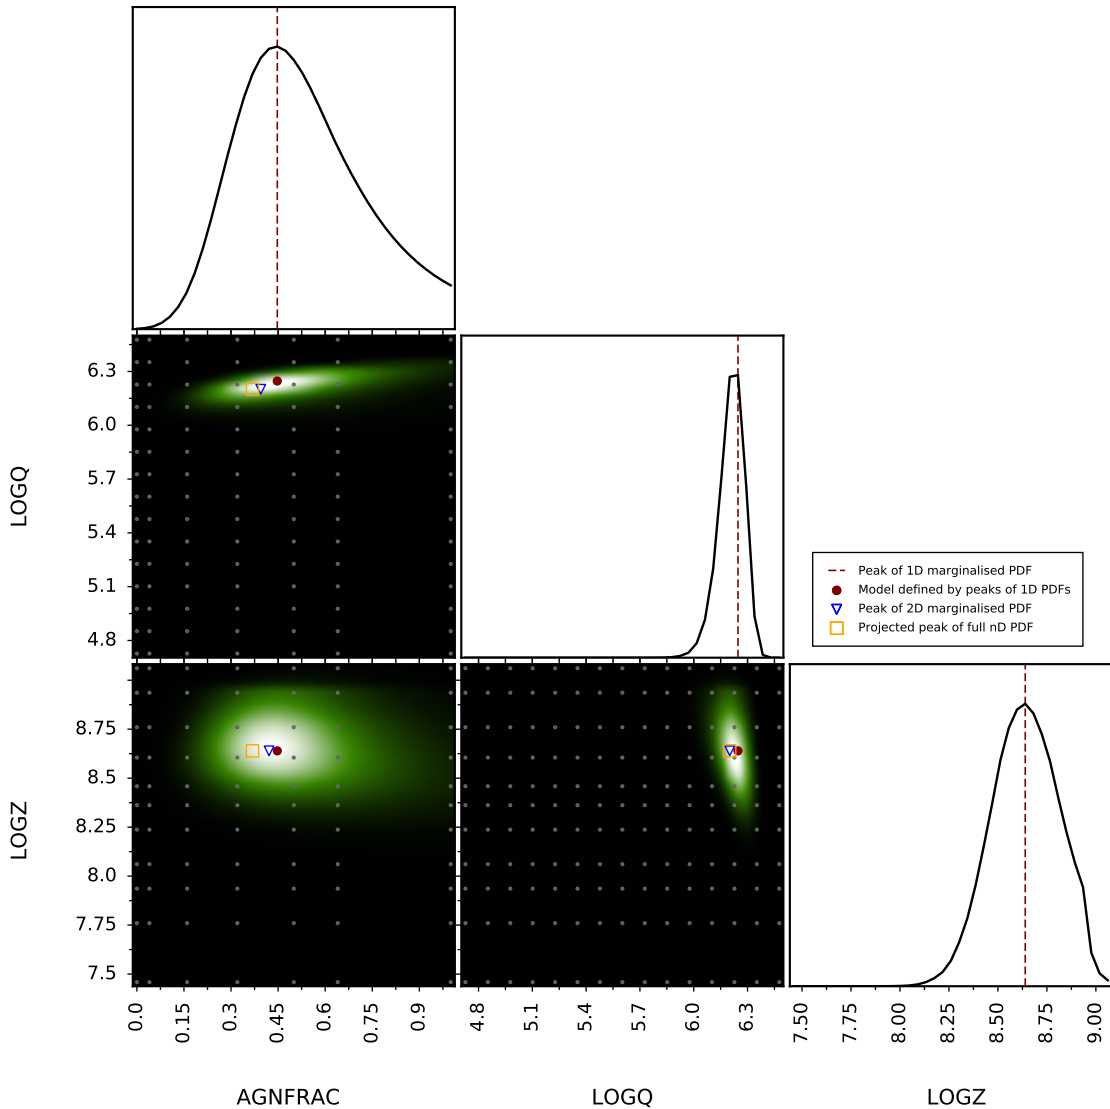 LOGQ
6.3
6.0
5.7
5.4
5.1
4.8
Peak of 1D marginalised PDF
Model defined by peaks of 1D PDFs
Peak of 2D marginalised PDF
Projected peak of full nD PDF
LOGZ
8.75
8.5
8.25
8.0
7.75
7.5
0.0 0.15 0.3 0.45 0.6 0.75 0.9 4.8 5.1 5.4 5.7 6.0 6.3 7.50 7.75 8.00 8.25 8.50 8.75 9.00
AGNFRAC LOGQ LOGZ